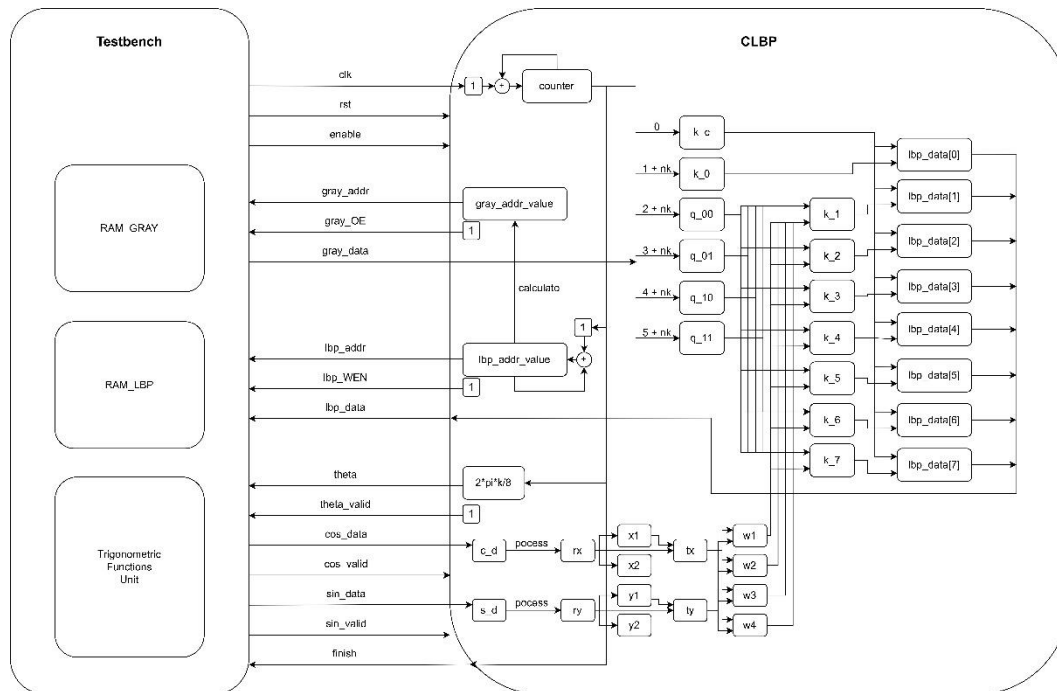 Testbench
CLBP
clk
1
+
counter
rst
enable
0
k_c
lbp_data[0]
1 + nk
k_0
lbp_data[1]
RAM_GRAY
gray_addr
gray_addr_value
2 + nk
q_00
k_1
gray_OE
1
lbp_data[2]
gray_data
3 + nk
q_01
k_2
calculato
4 + nk
q_10
k_3
lbp_data[3]
1
5 + nk
q_11
k_4
lbp_data[4]
RAM_LBP
lbp_addr
lbp_addr_value
+
lbp_WEN
1
k_5
lbp_data[5]
lbp_data
k_6
lbp_data[6]
k_7
lbp_data[7]
theta
2*pi*k/8
theta_valid
1
Trigonometric
Functions
Unit
cos_data
c_d
pocess
rx
x1
tx
w1
x2
w2
cos_valid
sin_data
s_d
pocess
ry
y1
ty
w3
y2
w4
sin_valid
finish